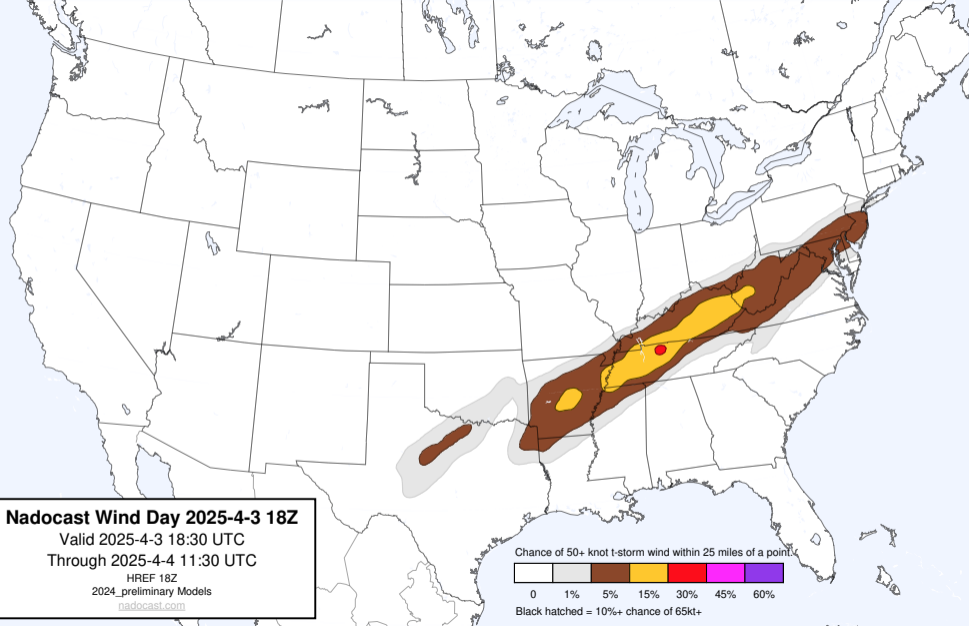 Nadocast Wind Day 2025-4-3 18Z
Valid 2025-4-3 18:30 UTC
Through 2025-4-4 11:30 UTC
HREF 18Z
2024_preliminary Models
nadocast.com
Chance of 50+ knot t-storm wind within 25 miles of a point.
0 1% 5% 15% 30% 45% 60%
Black hatched = 10%+ chance of 65kt+